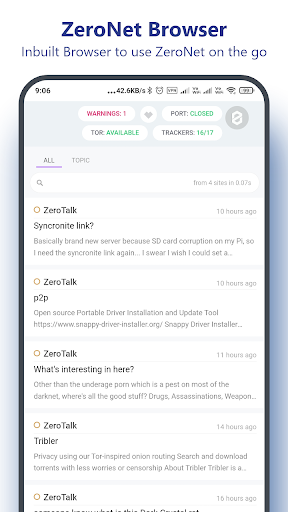 ZeroNet Browser
Inbuilt Browser to use ZeroNet on the go
9:06
...42.6KB/s VPN 99
WARNINGS: 1
PORT: CLOSED
TOR: AVAILABLE
TRACKERS: 16/17
ALL TOPIC
from 4 sites in 0.07s
ZeroTalk 10 hours ago
Syncronite link?
Basically brand new server because SD card corruption on my Pi, so
I need the syncronite link again... I swear I wish I could set a...
ZeroTalk 10 hours ago
p2p
Open source Portable Driver Installation and Update Tool
https://www.snappy-driver-installer.org/ Snappy Driver Installer...
ZeroTalk 11 hours ago
What's interesting in here?
Other than the underage porn which is a pest on most of the
darknet, where's all the good stuff? Drugs, Assassinations, Weapon...
ZeroTalk 14 hours ago
Tribler
Privacy using our Tor-inspired onion routing Search and download
torrents with less worries or censorship About Tribler Tribler is a...
ZeroTalk 16 hours ago